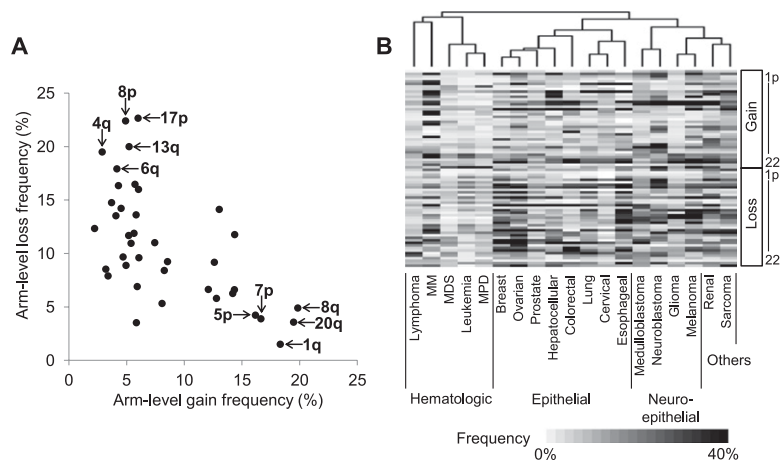 A
B
Arm-level loss frequency (%)
25
20
15
10
5
0
8p
17p
4q
13q
6q
7p
8q
5p
20q
1q
0
5
10
15
20
25
Arm-level gain frequency (%)
Gain
1p
22
Loss
1p
22
Lymphoma
MM
MDS
Leukemia
MPD
Breast
Ovarian
Prostate
Hepatocellular
Colorectal
Lung
Cervical
Esophageal
Medulloblastoma
Neuroblastoma
Glioma
Melanoma
Renal
Sarcoma
Hematologic
Epithelial
Neuro-
epithelial
Others
Frequency
0%
40%